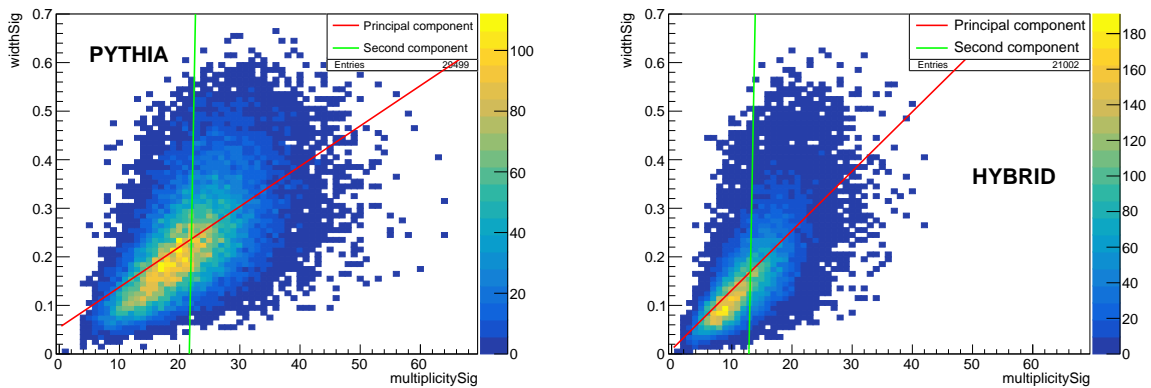 PYTHIA
Principal component
Second component
Entries 29499
widthSig
0.7
0.6
0.5
0.4
0.3
0.2
0.1
0
0 10 20 30 40 50 60
multiplicitySig
100
80
60
40
20
0
HYBRID
Principal component
Second component
Entries 21002
widthSig
0.7
0.6
0.5
0.4
0.3
0.2
0.1
0
0 10 20 30 40 50 60
multiplicitySig
180
160
140
120
100
80
60
40
20
0